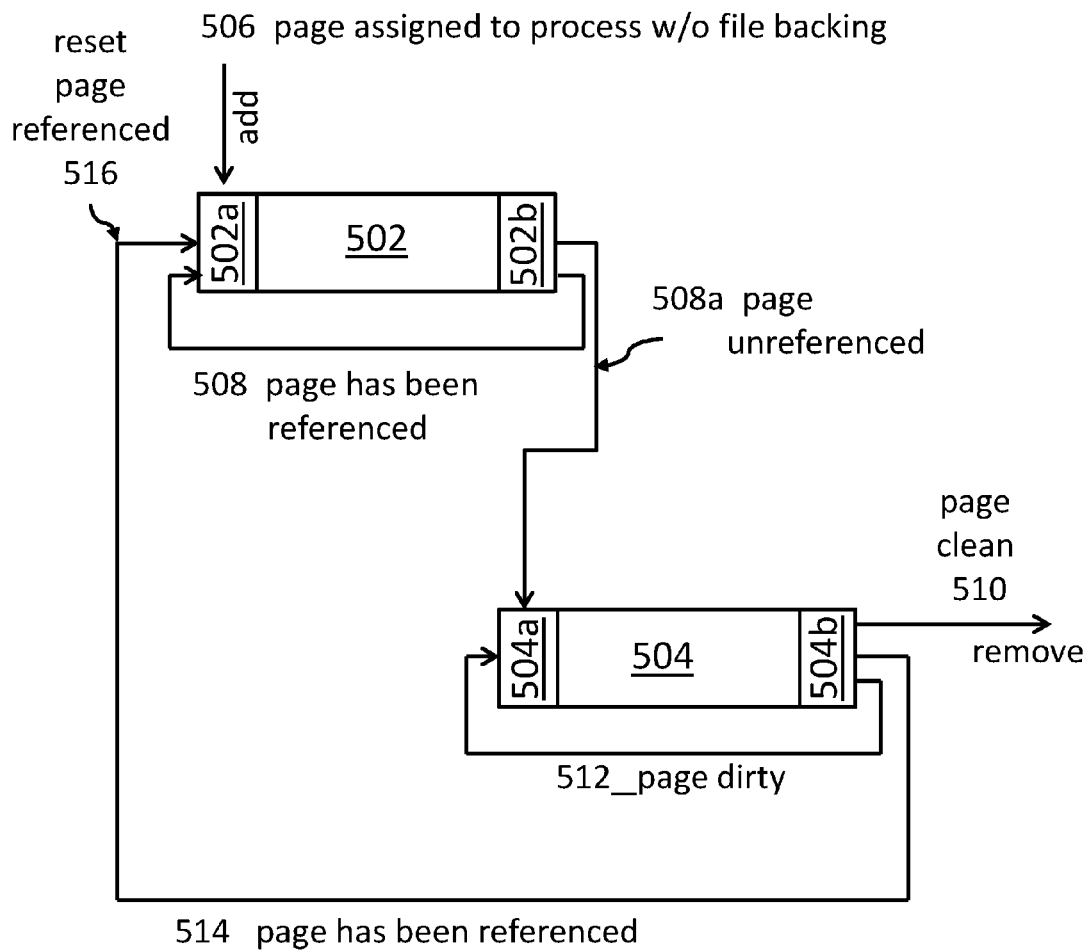 506 page assigned to process w/o file backing
reset
page
referenced
516
add
502a
502
502b
508a page
unreferenced
508 page has been
referenced
page
clean
510
504a
504
504b
remove
512_page dirty
514 page has been referenced